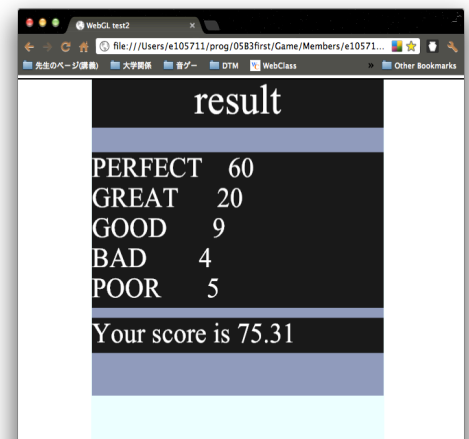 WebGL test2
file:///Users/e105711/prog/05B3first/Game/Members/e10571...
先生のページ(講義) 大学関係 音ゲー DTM WebClass » Other Bookmarks
result
PERFECT 60
GREAT 20
GOOD 9
BAD 4
POOR 5
Your score is 75.31